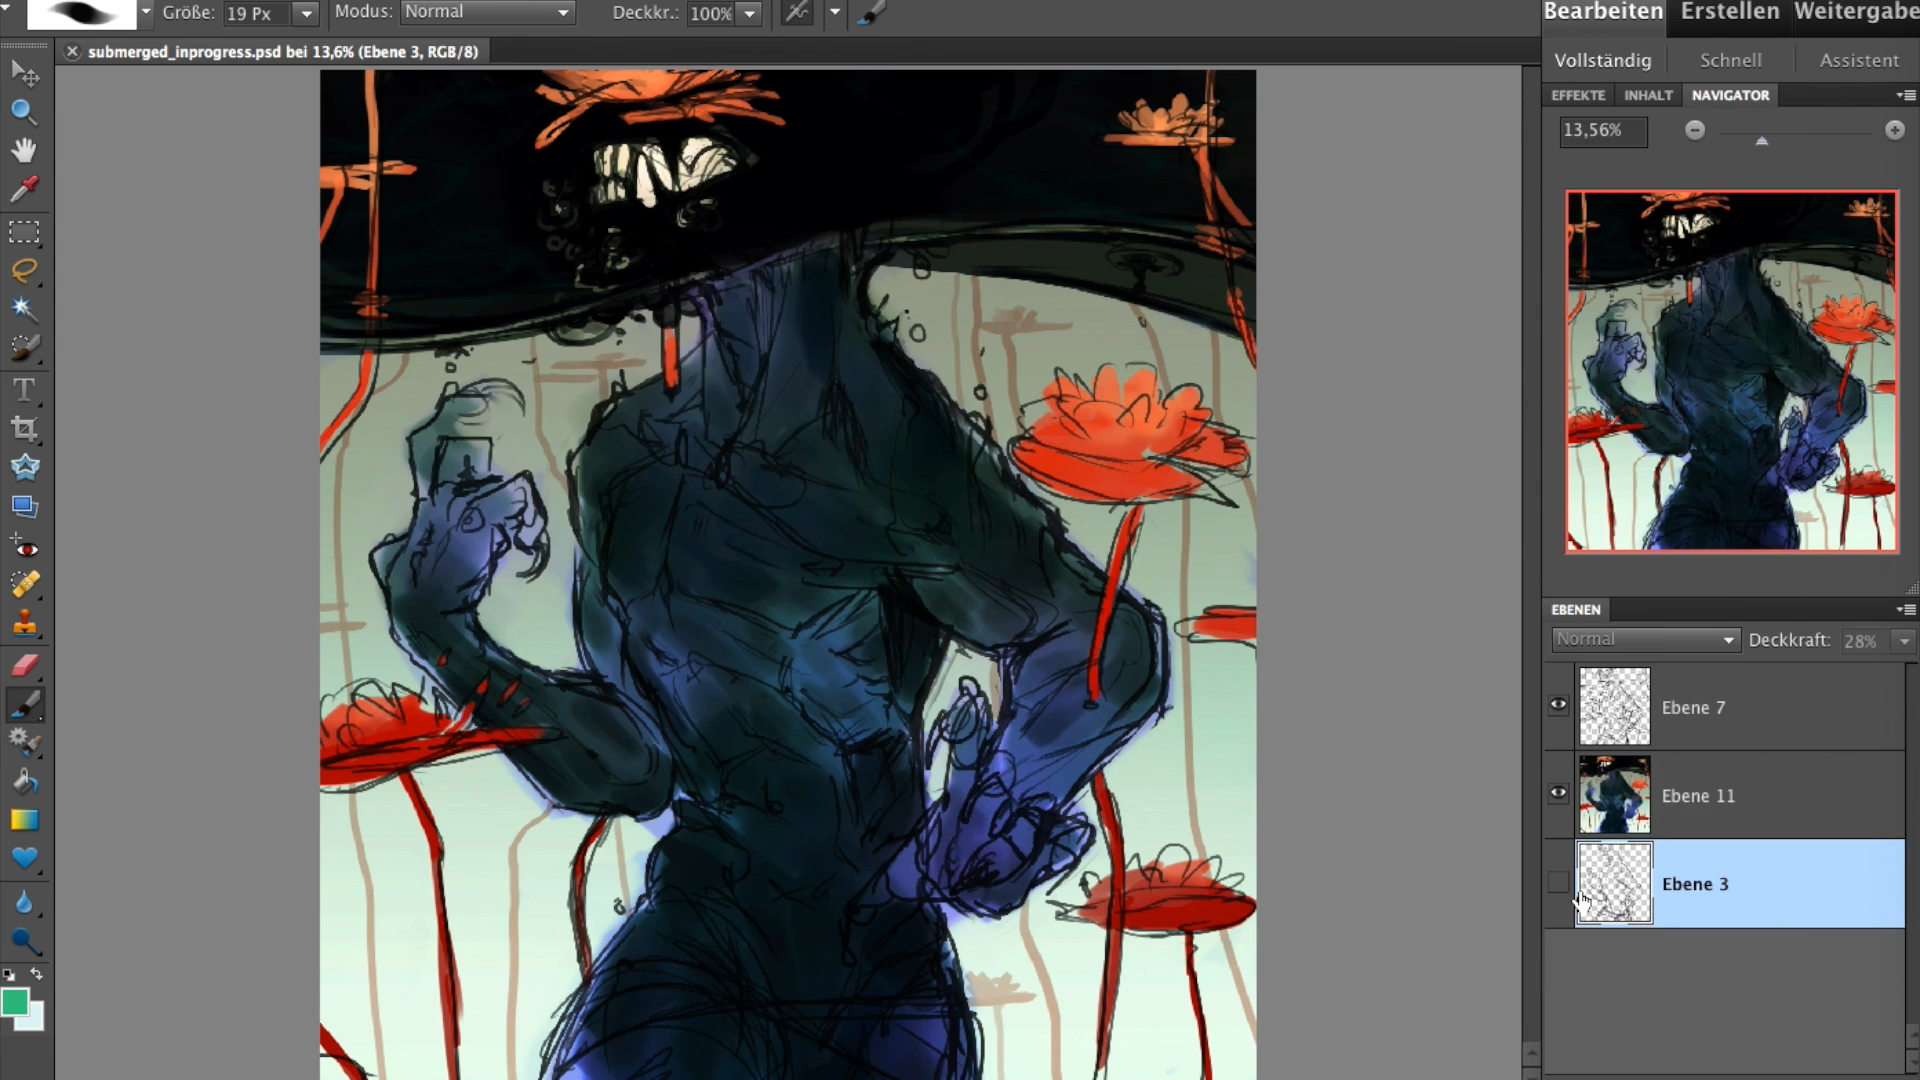 Größe: 19 Px Modus: Normal Deckkr.: 100%
Bearbeiten Erstellen Weitergabe
submerged_inprogress.psd bei 13,6% (Ebene 3, RGB/8)
Vollständig Schnell Assistent
EFFEKTE INHALT NAVIGATOR
13,56%
EBENEN
Normal Deckkraft: 28%
Ebene 7
Ebene 11
Ebene 3